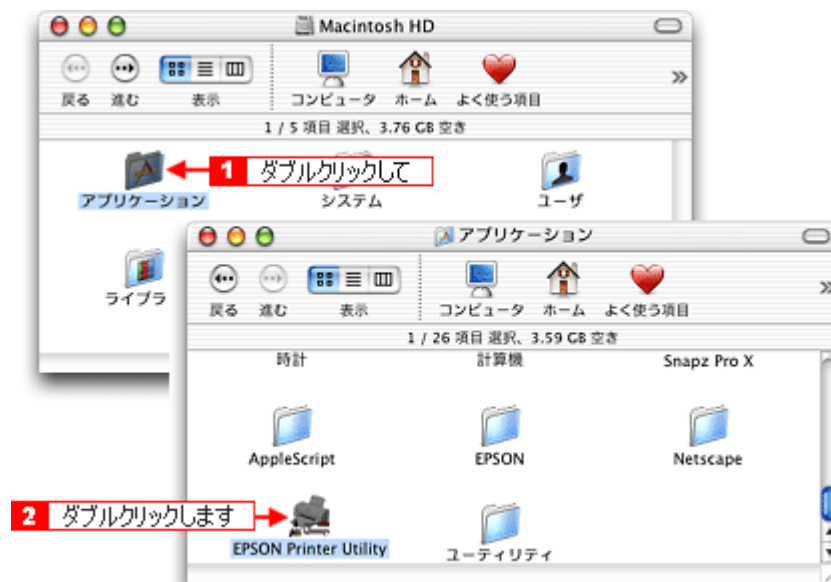 Macintosh HD
戻る 進む 表示 コンピュータ ホーム よく使う項目
1 / 5 項目 選択、3.76 GB 空き
1 ダブルクリックして
アプリケーション システム ユーザ
ライブラ
アプリケーション
戻る 進む 表示 コンピュータ ホーム よく使う項目
1 / 26 項目 選択、3.59 GB 空き
時計 計算機 Snapz Pro X
AppleScript EPSON Netscape
2 ダブルクリックします
EPSON Printer Utility ユーティリティ